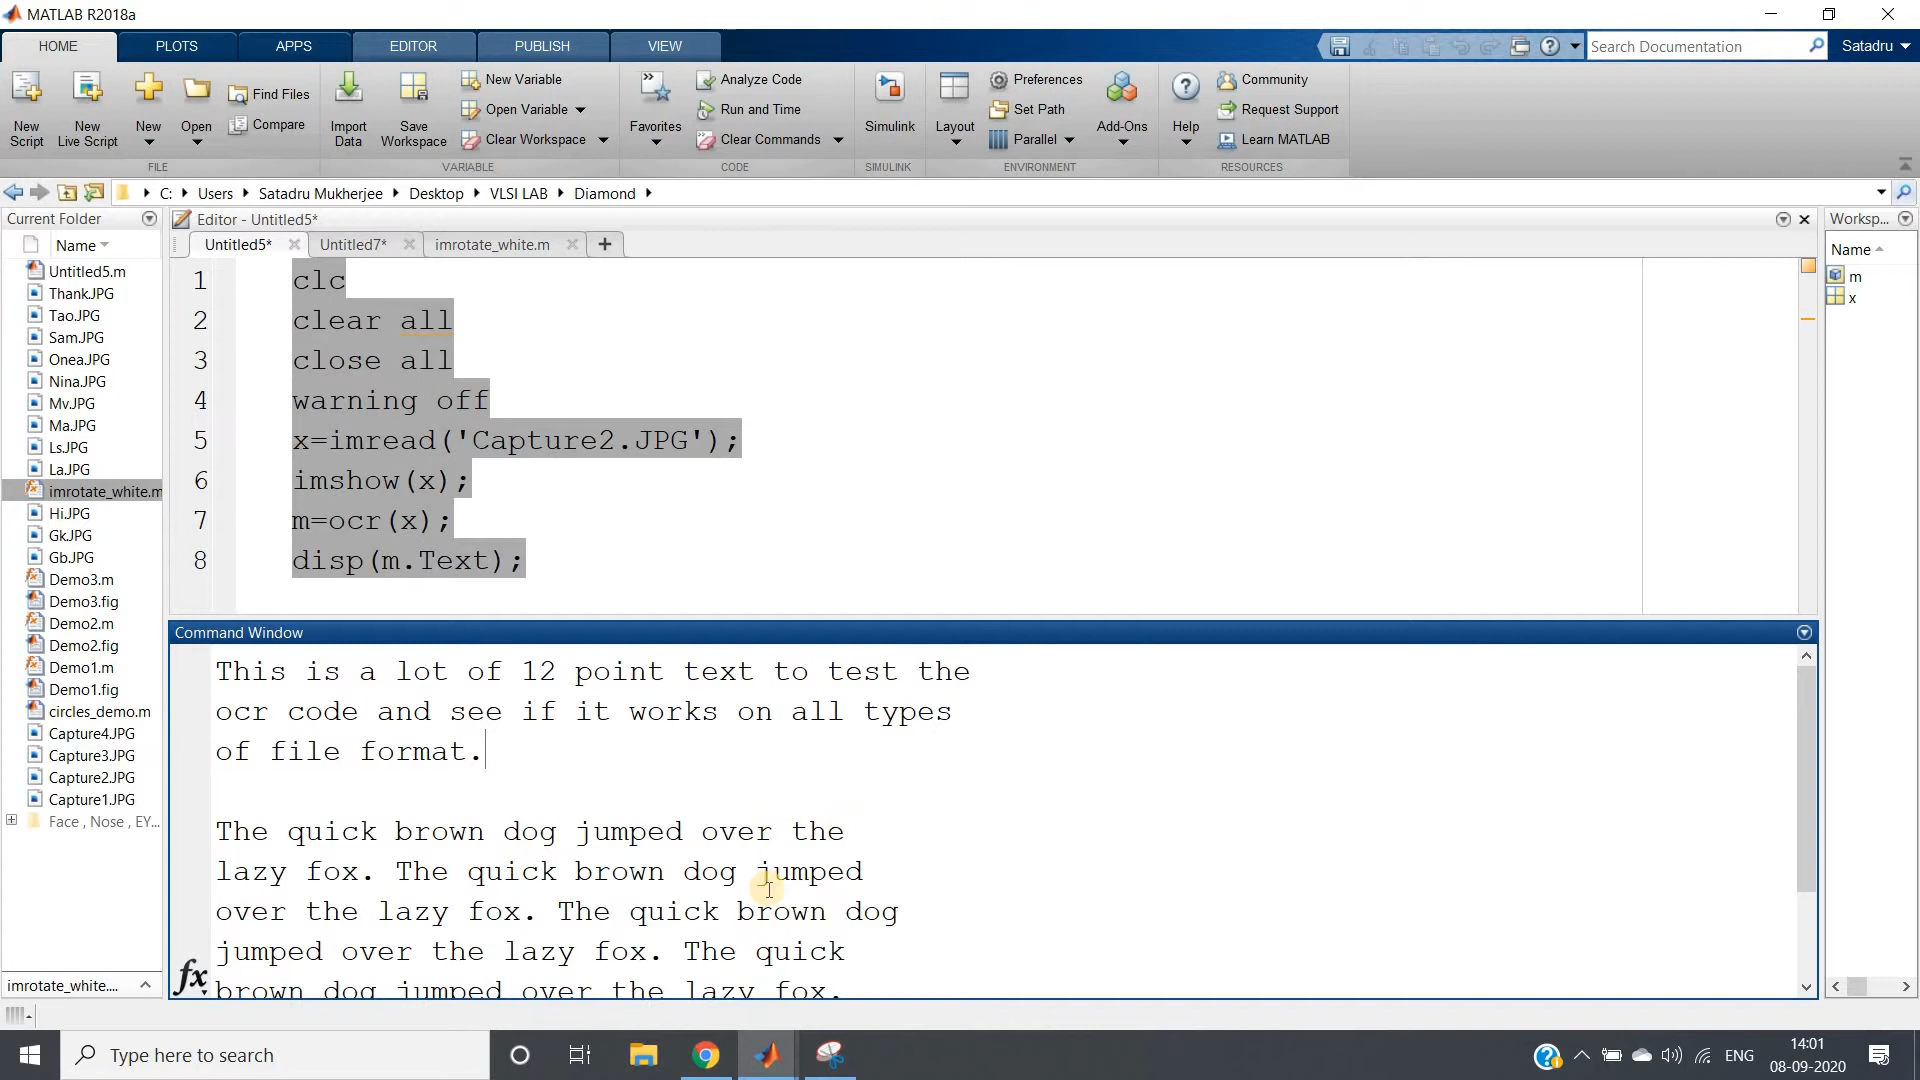 MATLAB R2018a
HOME PLOTS APPS EDITOR PUBLISH VIEW
Search Documentation
Satadru
New Script
New Live Script
New
Open
Find Files
Compare
FILE
Import Data
Save Workspace
New Variable
Open Variable
Clear Workspace
VARIABLE
Favorites
Analyze Code
Run and Time
Clear Commands
CODE
Simulink
SIMULINK
Layout
Preferences
Set Path
Parallel
Add-Ons
ENVIRONMENT
Help
Community
Request Support
Learn MATLAB
RESOURCES
C: Users Satadru Mukherjee Desktop VLSI LAB Diamond
Current Folder
Name
Untitled5.m
Thank.JPG
Tao.JPG
Sam.JPG
Onea.JPG
Nina.JPG
Mv.JPG
Ma.JPG
Ls.JPG
La.JPG
imrotate_white.m
Hi.JPG
Gk.JPG
Gb.JPG
Demo3.m
Demo3.fig
Demo2.m
Demo2.fig
Demo1.m
Demo1.fig
circles_demo.m
Capture4.JPG
Capture3.JPG
Capture2.JPG
Capture1.JPG
Face , Nose , EY...
imrotate_white....
Editor - Untitled5*
Untitled5* Untitled7* imrotate_white.m
1 clc
2 clear all
3 close all
4 warning off
5 x=imread('Capture2.JPG');
6 imshow(x);
7 m=ocr(x);
8 disp(m.Text);
Command Window
This is a lot of 12 point text to test the
ocr code and see if it works on all types
of file format.
The quick brown dog jumped over the
lazy fox. The quick brown dog jumped
over the lazy fox. The quick brown dog
jumped over the lazy fox. The quick
brown dog jumped over the lazy fox.
fx
Worksp...
Name
m
x
Type here to search
ENG
14:01
08-09-2020